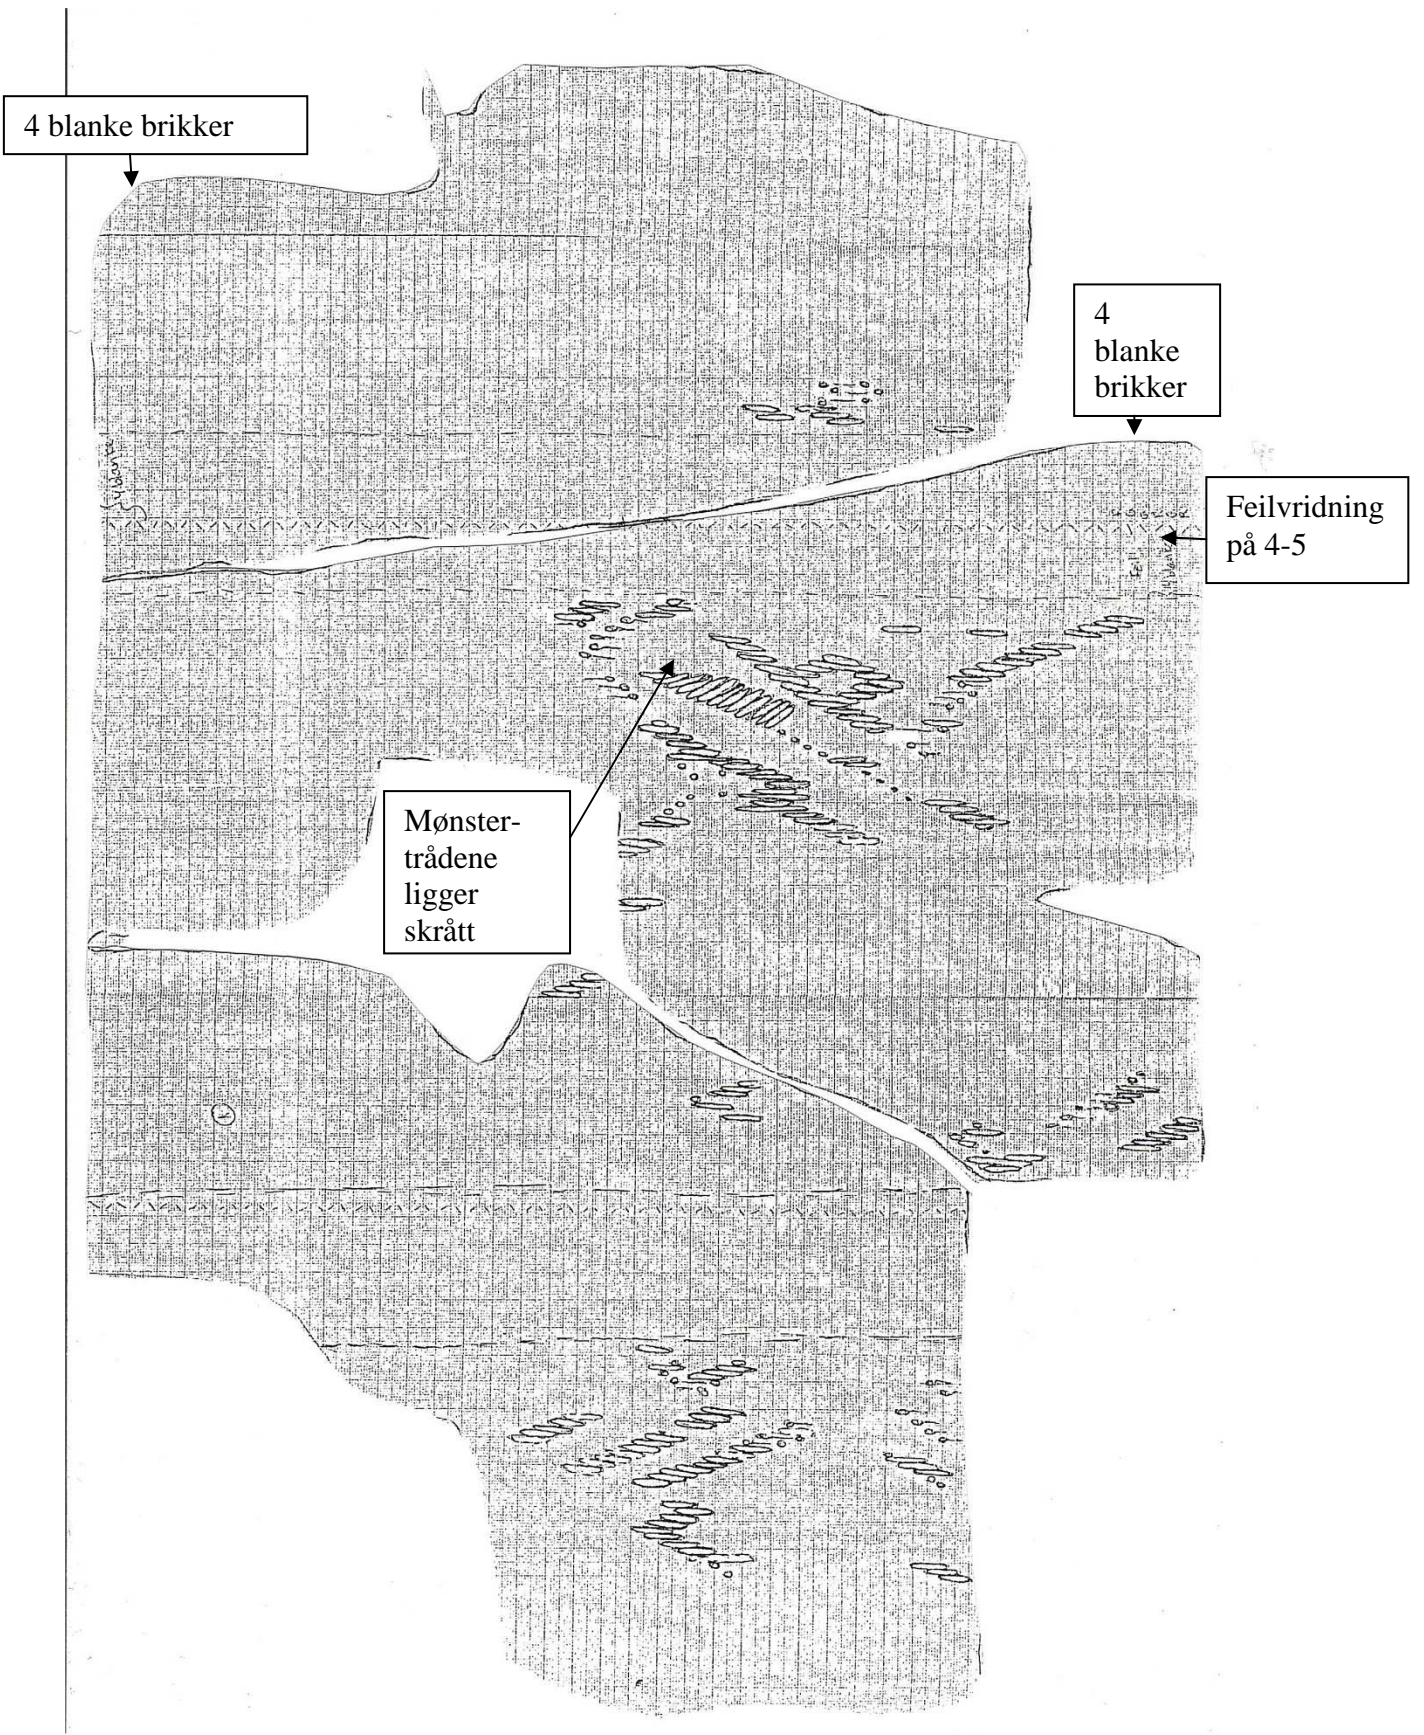 4 blanke brikker
4
blanke
brikker
Feilvridning
på 4-5
Mønster-
trådene
ligger
skrått